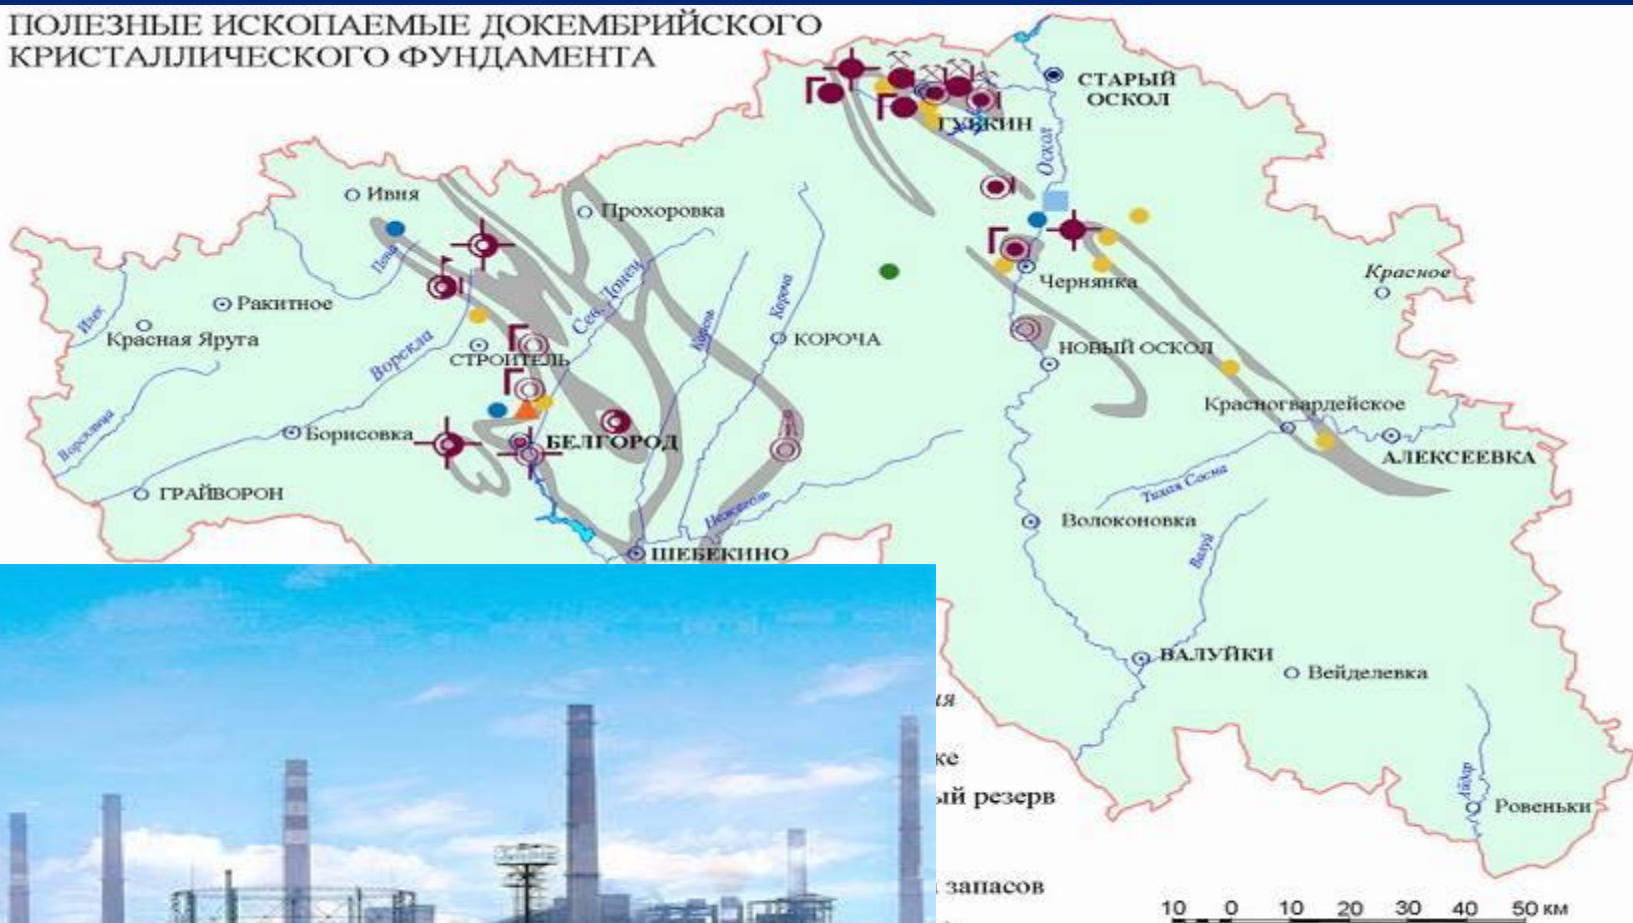 ПОЛЕЗНЫЕ ИСКОПАЕМЫЕ ДОКЕМБРИЙСКОГО
КРИСТАЛЛИЧЕСКОГО ФУНДАМЕНТА
СТАРЫЙ
ОСКОЛ
ГУБКИН
Оскол
Ивня
Прохоровка
Пена
Сев. Донец
Чернянка
Красное
Ракитное
Илек
Красная Яруга
Ворскла
СТРОИТЕЛЬ
Корень
Короча
КОРОЧА
НОВЫЙ ОСКОЛ
Красногвардейское
АЛЕКСЕЕВКА
Ворсклица
Борисовка
БЕЛГОРОД
ГРАЙВОРОН
Нежеголь
Тихая Сосна
Волоконовка
Валуй
ШЕБЕКИНО
ВАЛУЙКИ
Вейделевка
ия
ке
ый резерв
Айдар
Ровеньки
запасов
10 0 10 20 30 40 50 км